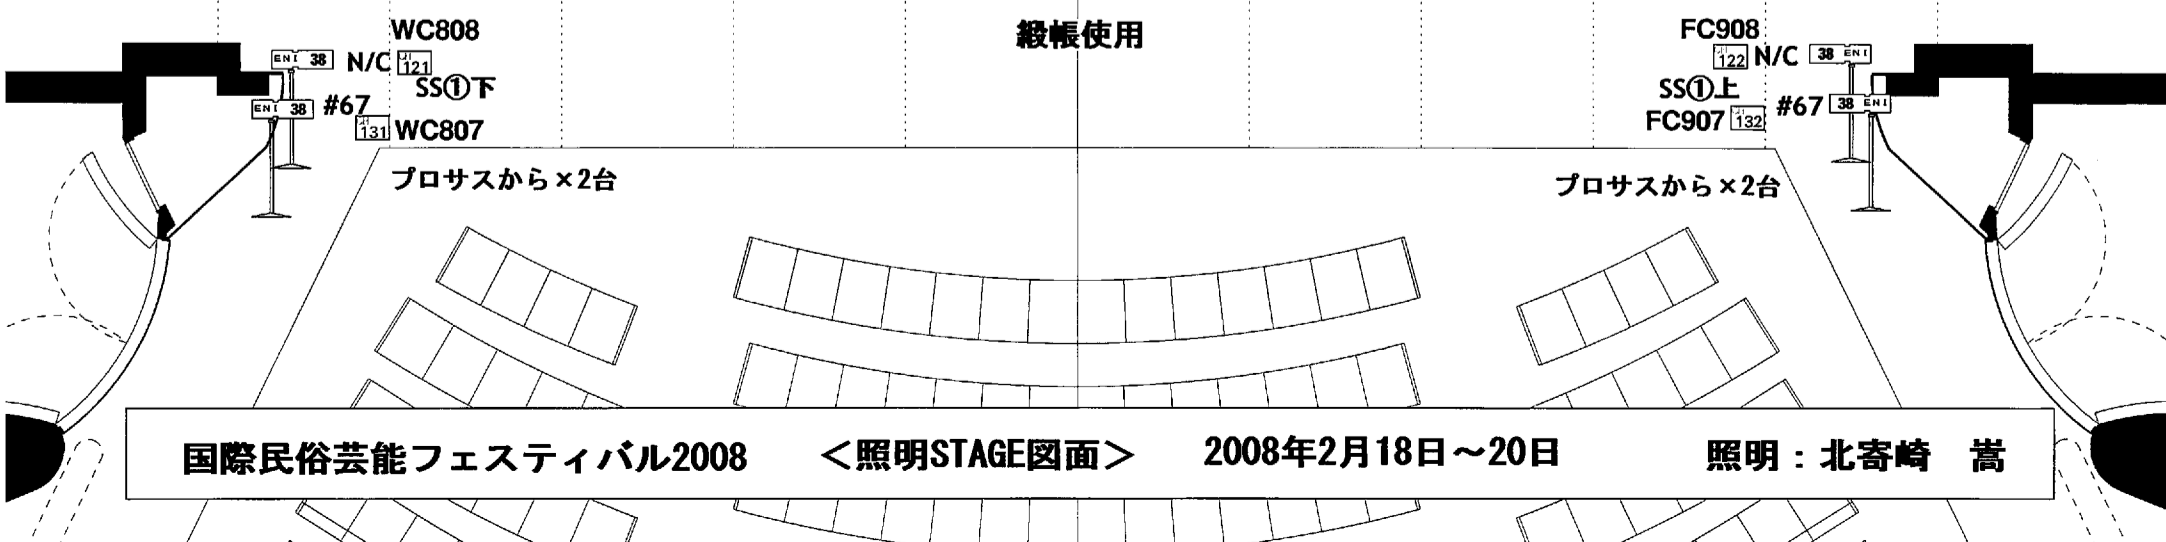 WC808
緞帳使用
FC908
ENI 38 N/C CH 121
CH 122 N/C 38 ENI
SS①下
SS①上
ENI 38 #67
#67 38 ENI
CH 131 WC807
FC907 CH 132
プロサスから×2台
プロサスから×2台
国際民俗芸能フェスティバル2008 ＜照明STAGE図面＞ 2008年2月18日～20日 照明：北寄崎 嵩